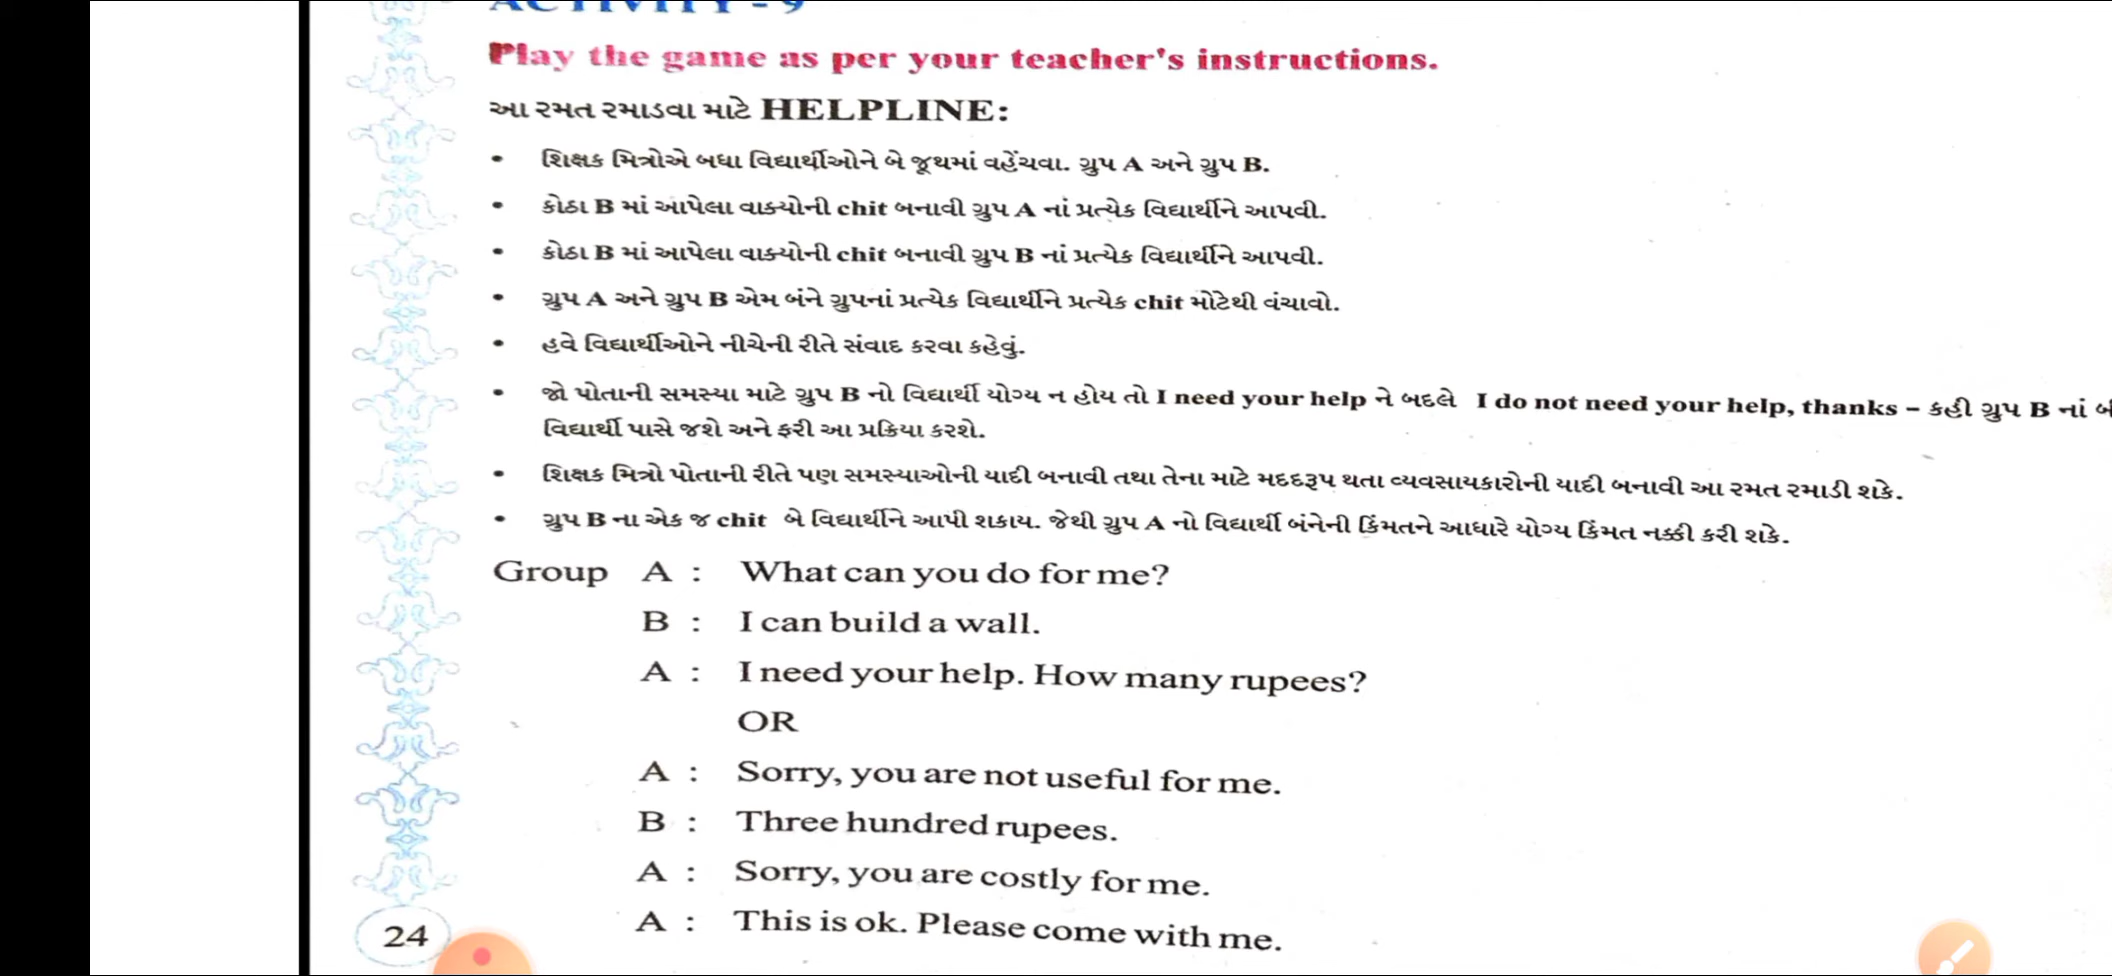 ACTIVITY - 9
Play the game as per your teacher's instructions.
આ રમત રમાડવા માટે HELPLINE:
• શિક્ષક મિત્રોએ બધા વિદ્યાર્થીઓને બે જૂથમાં વહેંચવા. ગ્રુપ A અને ગ્રુપ B.
• કોઠા B માં આપેલા વાક્યોની chit બનાવી ગ્રુપ A નાં પ્રત્યેક વિદ્યાર્થીને આપવી.
• કોઠા B માં આપેલા વાક્યોની chit બનાવી ગ્રુપ B નાં પ્રત્યેક વિદ્યાર્થીને આપવી.
• ગ્રુપ A અને ગ્રુપ B એમ બંને ગ્રુપનાં પ્રત્યેક વિદ્યાર્થીને પ્રત્યેક chit મોટેથી વંચાવો.
• હવે વિદ્યાર્થીઓને નીચેની રીતે સંવાદ કરવા કહેવું.
• જો પોતાની સમસ્યા માટે ગ્રુપ B નો વિદ્યાર્થી યોગ્ય ન હોય તો I need your help ને બદલે I do not need your help, thanks – કહી ગ્રુપ B નાં
વિદ્યાર્થી પાસે જશે અને ફરી આ પ્રક્રિયા કરશે.
• શિક્ષક મિત્રો પોતાની રીતે પણ સમસ્યાઓની યાદી બનાવી તથા તેના માટે મદદરૂપ થતા વ્યવસાયકારોની યાદી બનાવી આ રમત રમાડી શકે.
• ગ્રુપ B ના એક જ chit બે વિદ્યાર્થીને આપી શકાય. જેથી ગ્રુપ A નો વિદ્યાર્થી બંનેની કિંમતને આધારે યોગ્ય કિંમત નક્કી કરી શકે.
Group A : What can you do for me?
B : I can build a wall.
A : I need your help. How many rupees?
OR
A : Sorry, you are not useful for me.
B : Three hundred rupees.
A : Sorry, you are costly for me.
A : This is ok. Please come with me.
24